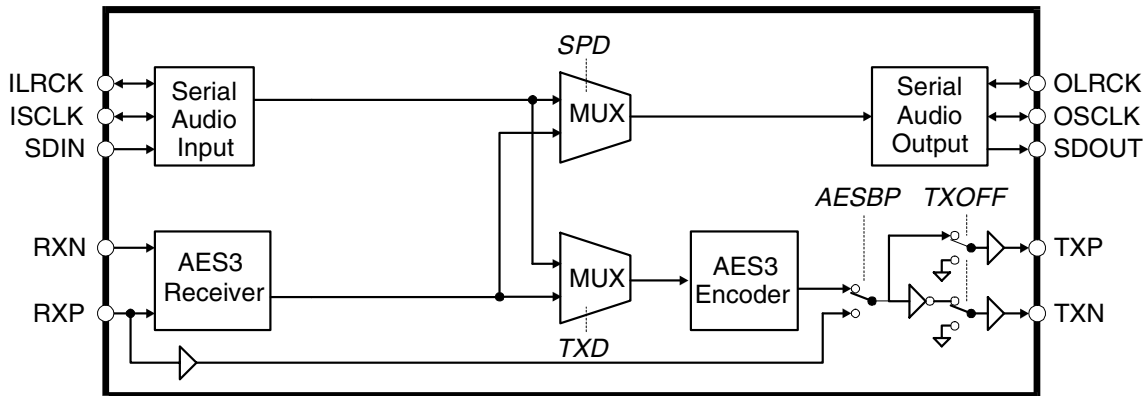 SPD
ILRCK
ISCLK
SDIN
Serial
Audio
Input
MUX
Serial
Audio
Output
OLRCK
OSCLK
SDOUT
AESBP
TXOFF
RXN
RXP
AES3
Receiver
MUX
AES3
Encoder
TXP
TXN
TXD